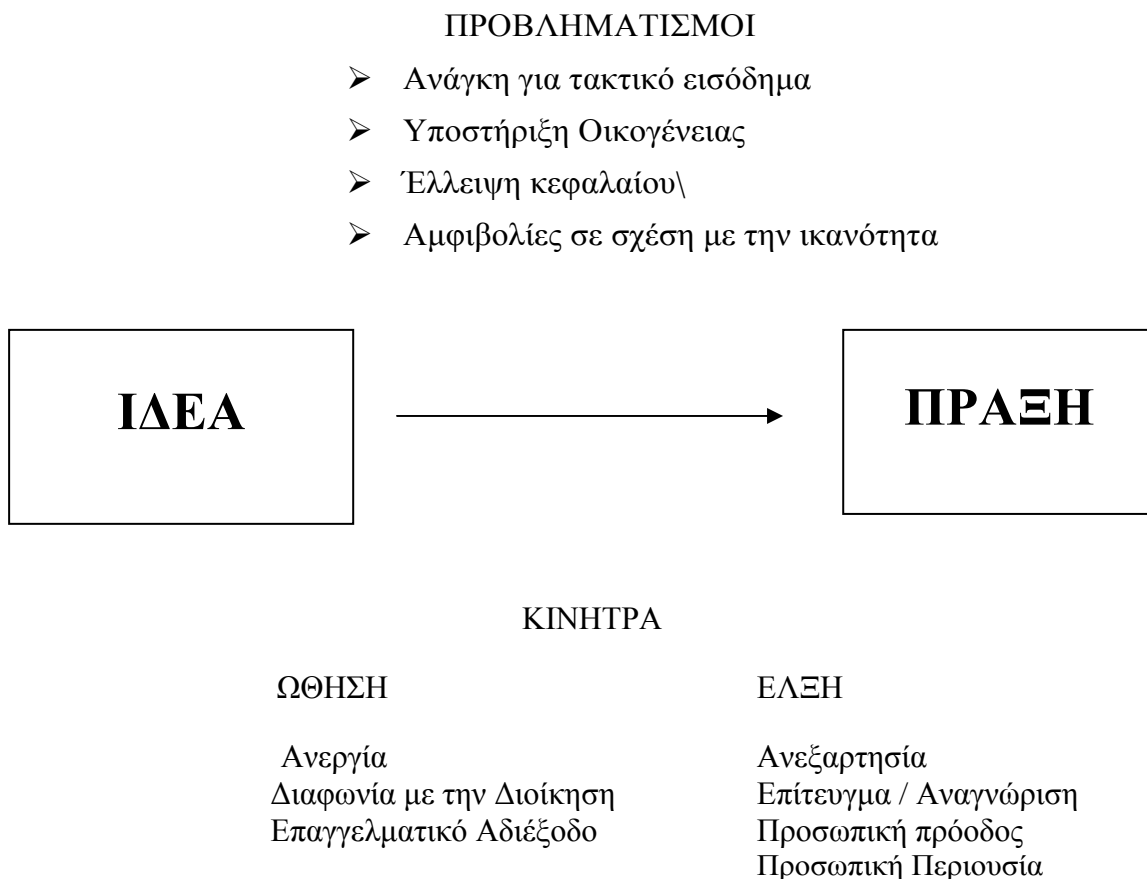 ΠΡΟΒΛΗΜΑΤΙΣΜΟΙ
➢ Ανάγκη για τακτικό εισόδημα
➢ Υποστήριξη Οικογένειας
➢ Έλλειψη κεφαλαίου\
➢ Αμφιβολίες σε σχέση με την ικανότητα
ΙΔΕΑ
ΠΡΑΞΗ
ΚΙΝΗΤΡΑ
ΩΘΗΣΗ
Ανεργία
Διαφωνία με την Διοίκηση
Επαγγελματικό Αδιέξοδο
ΕΛΞΗ
Ανεξαρτησία
Επίτευγμα / Αναγνώριση
Προσωπική πρόοδος
Προσωπική Περιουσία